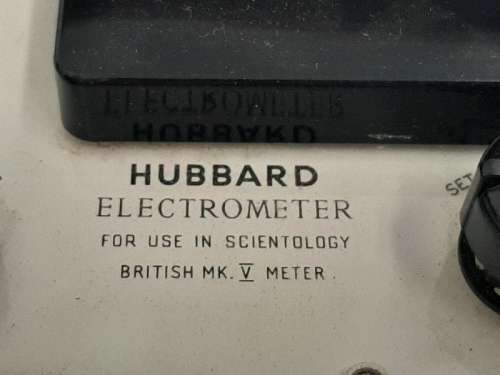 HUBBARD
ELECTROMETER
FOR USE IN SCIENTOLOGY
BRITISH MK. V METER.
SET